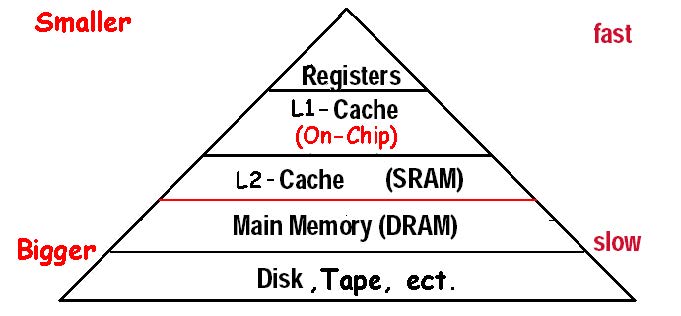 Smaller
fast
Registers
L1-Cache
(On-Chip)
L2-Cache (SRAM)
Main Memory (DRAM)
Bigger
slow
Disk ,Tape, ect.